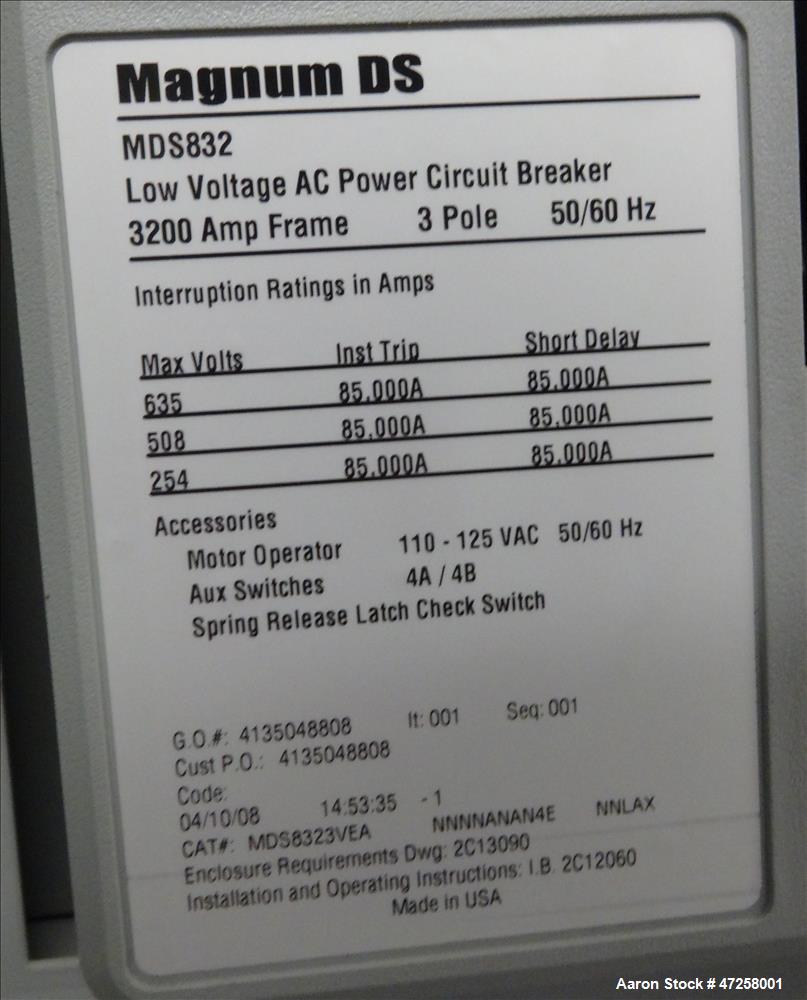 Magnum DS
MDS832
Low Voltage AC Power Circuit Breaker
3200 Amp Frame 3 Pole 50/60 Hz
Interruption Ratings in Amps
Max Volts Inst Trip Short Delay
635 85,000A 85,000A
508 85,000A 85,000A
254 85,000A 85,000A
Accessories
Motor Operator 110 - 125 VAC 50/60 Hz
Aux Switches 4A / 4B
Spring Release Latch Check Switch
G.O.#: 4135048808 It: 001 Seq: 001
Cust P.O.: 4135048808
Code:
04/10/08 14:53:35 - 1
CAT#: MDS8323VEA NNNNANAN4E NNLAX
Enclosure Requirements Dwg: 2C13090
Installation and Operating Instructions: I.B. 2C12060
Made in USA
Aaron Stock # 47258001